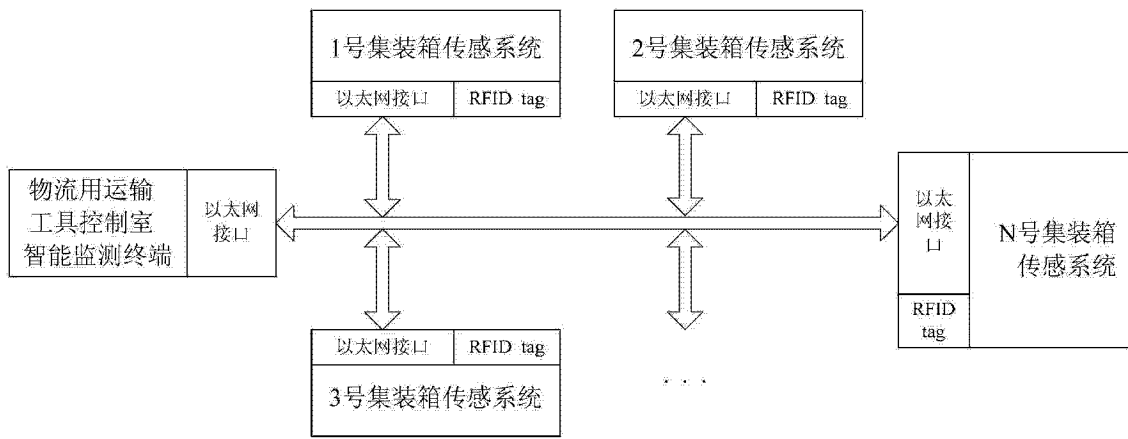 1号集装箱传感系统
以太网接口 RFID tag
2号集装箱传感系统
以太网接口 RFID tag
物流用运输
工具控制室
智能监测终端
以太网
接口
以太
网接
口
RFID
tag
N号集装箱
传感系统
以太网接口 RFID tag
3号集装箱传感系统
. . .